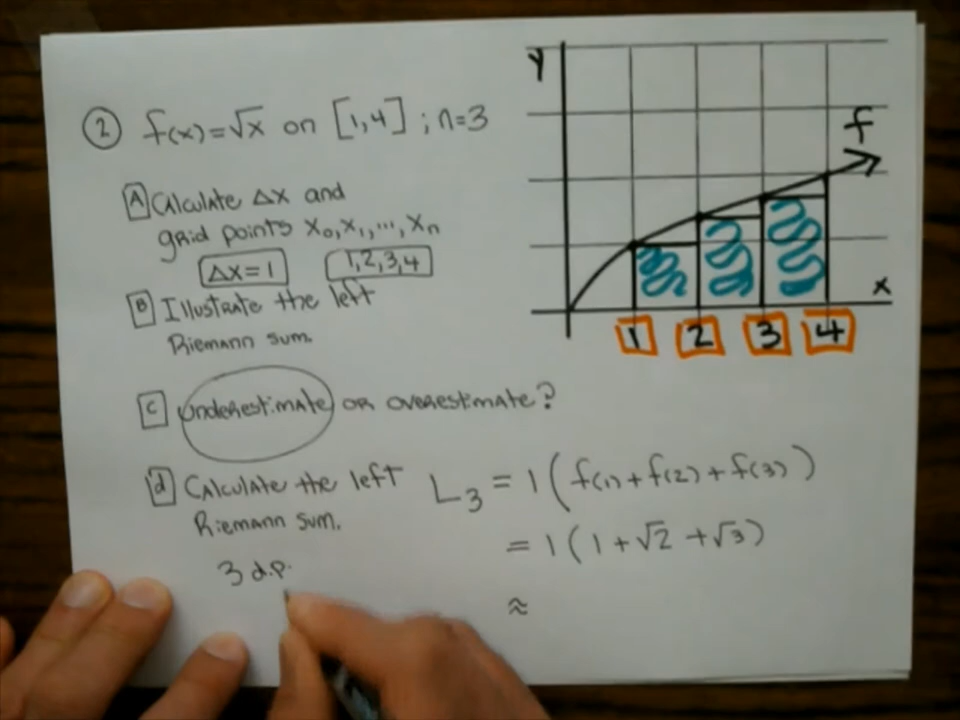 2 f(x)=√x on [1,4] ; n=3
A Calculate Δx and
grid points x₀,x₁,...,xₙ
Δx=1 1,2,3,4
B Illustrate the left
Riemann sum.
C Underestimate or overestimate?
d Calculate the left
Riemann sum.
3 d.p.
L₃ = 1(f(1)+f(2)+f(3))
= 1(1+√2+√3)
≈
y
f
x
1 2 3 4